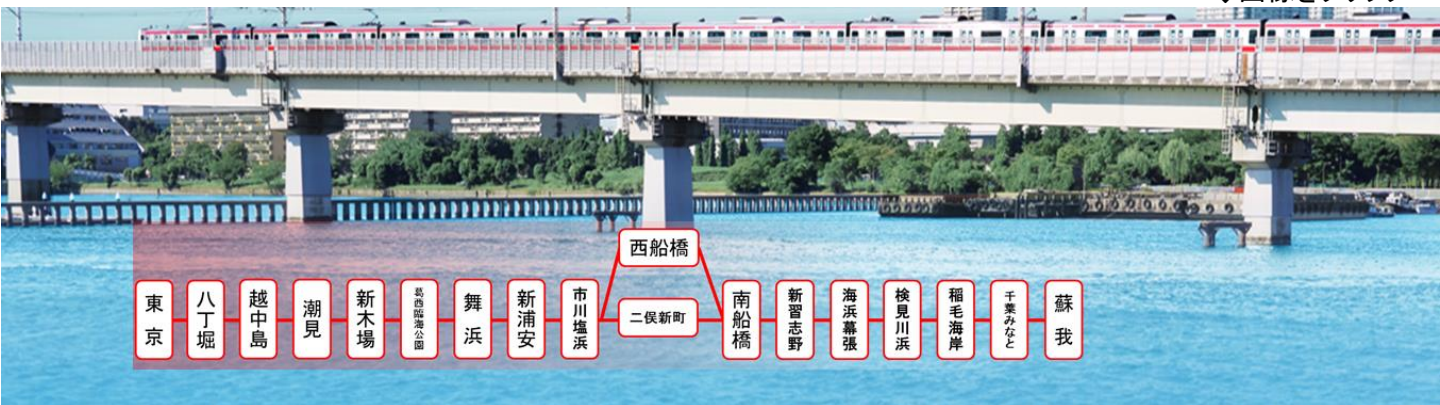 東京
八丁堀
越中島
潮見
新木場
葛西臨海公園
舞浜
新浦安
市川塩浜
西船橋
二俣新町
南船橋
新習志野
海浜幕張
検見川浜
稲毛海岸
千葉みなと
蘇我